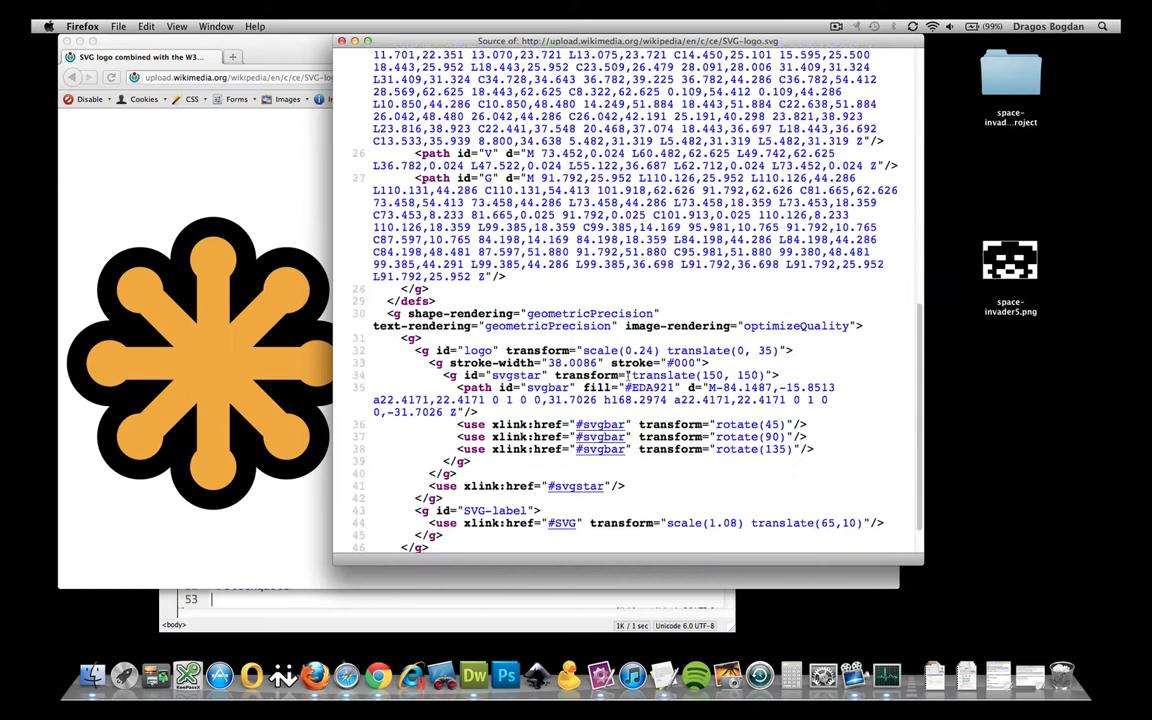 Firefox File Edit View Window Help
(99%) Dragos Bogdan
SVG logo combined with the W3...
upload.wikimedia.org/wikipedia/en/c/ce/SVG-lo
Disable Cookies CSS Forms Images
Source of: http://upload.wikimedia.org/wikipedia/en/c/ce/SVG-logo.svg
11.701,22.351 13.070,23.721 L13.075,23.721 C14.450,25.101 15.595,25.500
18.443,25.952 L18.443,25.952 C23.509,26.479 28.091,28.006 31.409,31.324
L31.409,31.324 C34.728,34.643 36.782,39.225 36.782,44.286 C36.782,54.412
28.569,62.625 18.443,62.625 C8.322,62.625 0.109,54.412 0.109,44.286
L10.850,44.286 C10.850,48.480 14.249,51.884 18.443,51.884 C22.638,51.884
26.042,48.480 26.042,44.286 C26.042,42.191 25.191,40.298 23.821,38.923
L23.816,38.923 C22.441,37.548 20.468,37.074 18.443,36.697 L18.443,36.692
C13.533,35.939 8.800,34.638 5.482,31.319 L5.482,31.319 Z"/>
26 <path id="V" d="M 73.452,0.024 L60.482,62.625 L49.742,62.625
L36.782,0.024 L47.522,0.024 L55.122,36.687 L62.712,0.024 L73.452,0.024 Z"/>
27 <path id="G" d="M 91.792,25.952 L110.126,25.952 L110.126,44.286
L110.131,44.286 C110.131,54.413 101.918,62.626 91.792,62.626 C81.665,62.626
73.458,54.413 73.458,44.286 L73.458,44.286 L73.458,18.359 L73.453,18.359
C73.453,8.233 81.665,0.025 91.792,0.025 C101.913,0.025 110.126,8.233
110.126,18.359 L99.385,18.359 C99.385,14.169 95.981,10.765 91.792,10.765
C87.597,10.765 84.198,14.169 84.198,18.359 L84.198,44.286 L84.198,44.286
C84.198,48.481 87.597,51.880 91.792,51.880 C95.981,51.880 99.380,48.481
99.385,44.291 L99.385,44.286 L99.385,36.698 L91.792,36.698 L91.792,25.952
L91.792,25.952 Z"/>
28 </g>
29 </defs>
30 <g shape-rendering="geometricPrecision"
text-rendering="geometricPrecision" image-rendering="optimizeQuality">
31 <g>
32 <g id="logo" transform="scale(0.24) translate(0, 35)">
33 <g stroke-width="38.0086" stroke="#000">
34 <g id="svgstar" transform="translate(150, 150)">
35 <path id="svgbar" fill="#EDA921" d="M-84.1487,-15.8513
a22.4171,22.4171 0 1 0 0,31.7026 h168.2974 a22.4171,22.4171 0 1 0
0,-31.7026 Z"/>
36 <use xlink:href="#svgbar" transform="rotate(45)"/>
37 <use xlink:href="#svgbar" transform="rotate(90)"/>
38 <use xlink:href="#svgbar" transform="rotate(135)"/>
39 </g>
40 </g>
41 <use xlink:href="#svgstar"/>
42 </g>
43 <g id="SVG-label">
44 <use xlink:href="#SVG" transform="scale(1.08) translate(65,10)"/>
45 </g>
46 </g>
53
<body> 1K / 1 sec Unicode 6.0 UTF-8
space-
invad...roject
space-
invader5.png
KeePassX
Dw Ps